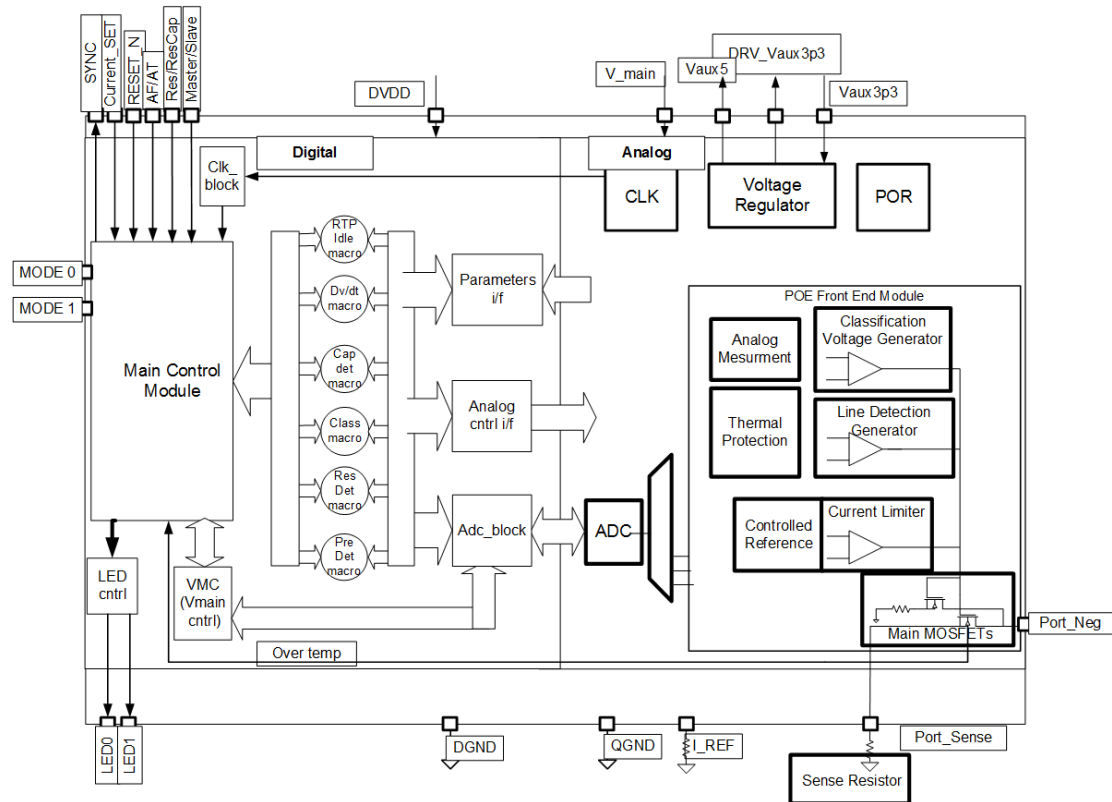 SYNC
Current_SET
RESET_N
AF/AT
Res/ResCap
Master/Slave
DVDD
V_main
Vaux5
DRV_Vaux3p3
Vaux3p3
Digital
Analog
Clk_
block
CLK
Voltage
Regulator
POR
MODE 0
MODE 1
Main Control
Module
RTP
Idle
macro
Dv/dt
macro
Cap
det
macro
Class
macro
Res
Det
macro
Pre
Det
macro
Parameters
i/f
Analog
cntrl i/f
Adc_block
ADC
POE Front End Module
Analog
Mesurment
Classification
Voltage Generator
Thermal
Protection
Line Detection
Generator
Controlled
Reference
Current Limiter
Main MOSFETs
Port_Neg
LED
cntrl
VMC
(Vmain
cntrl)
Over temp
LED0
LED1
DGND
QGND
I_REF
Port_Sense
Sense Resistor